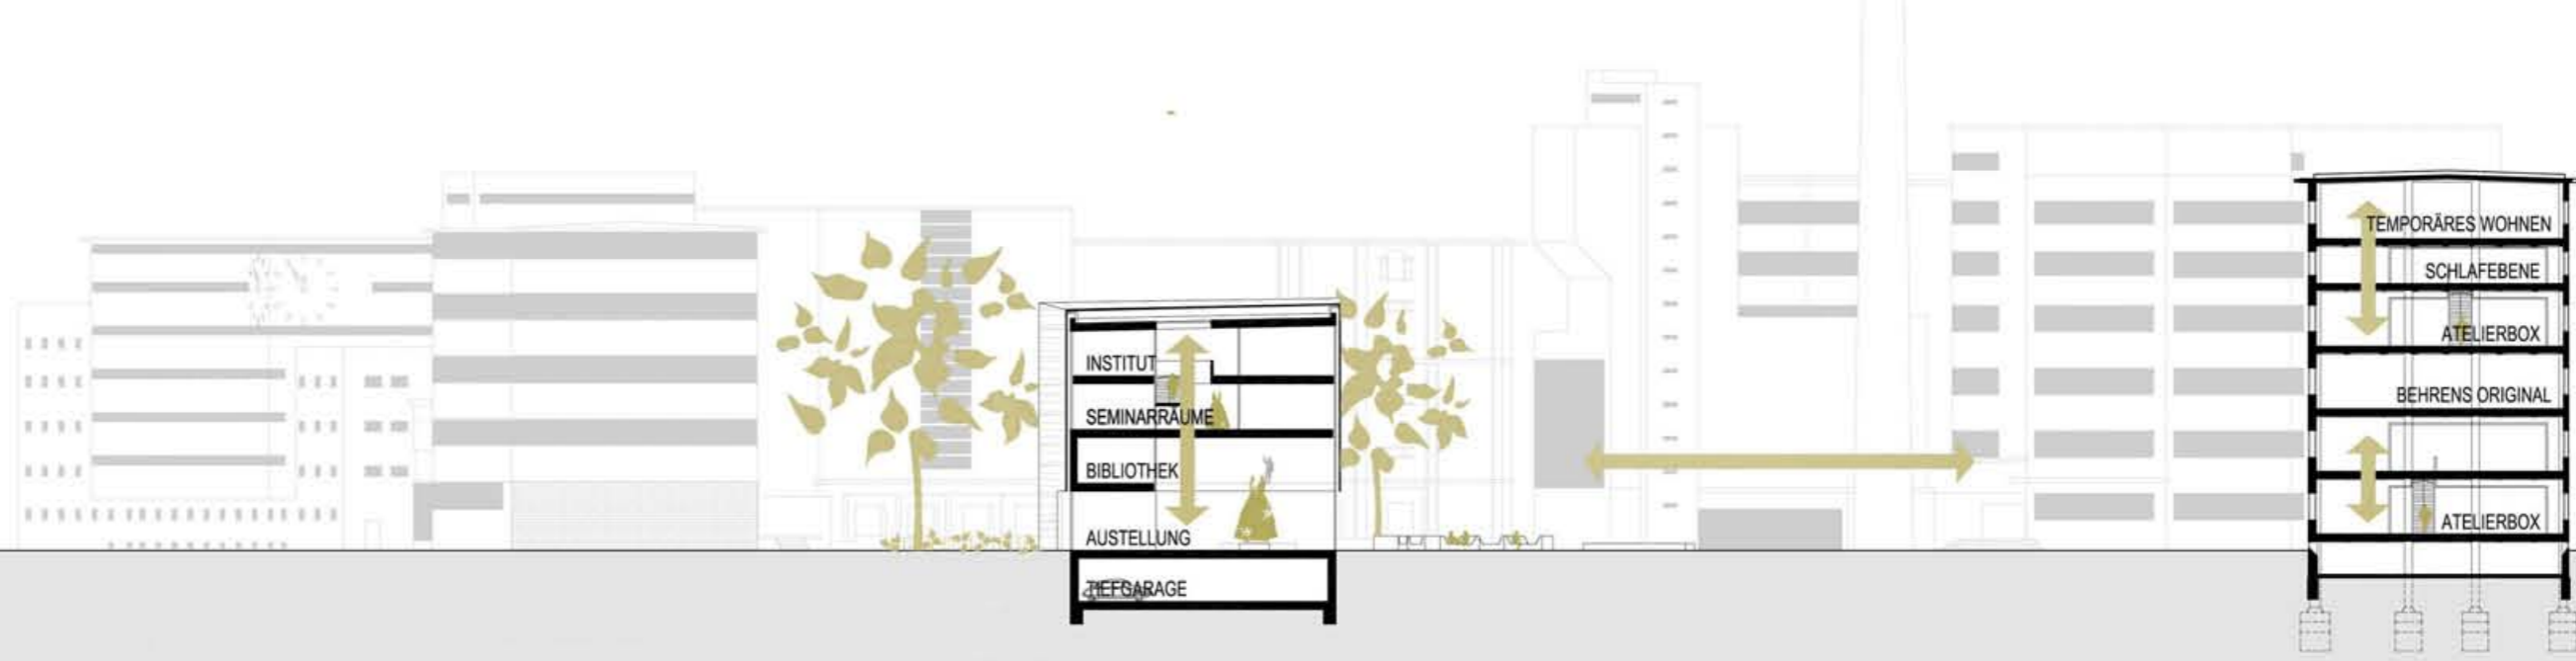 INSTITUT
SEMINARRÄUME
BIBLIOTHEK
AUSTELLUNG
TIEFGARAGE
TEMPORÄRES WOHNEN
SCHLAFEBENE
ATELIERBOX
BEHRENS ORIGINAL
ATELIERBOX